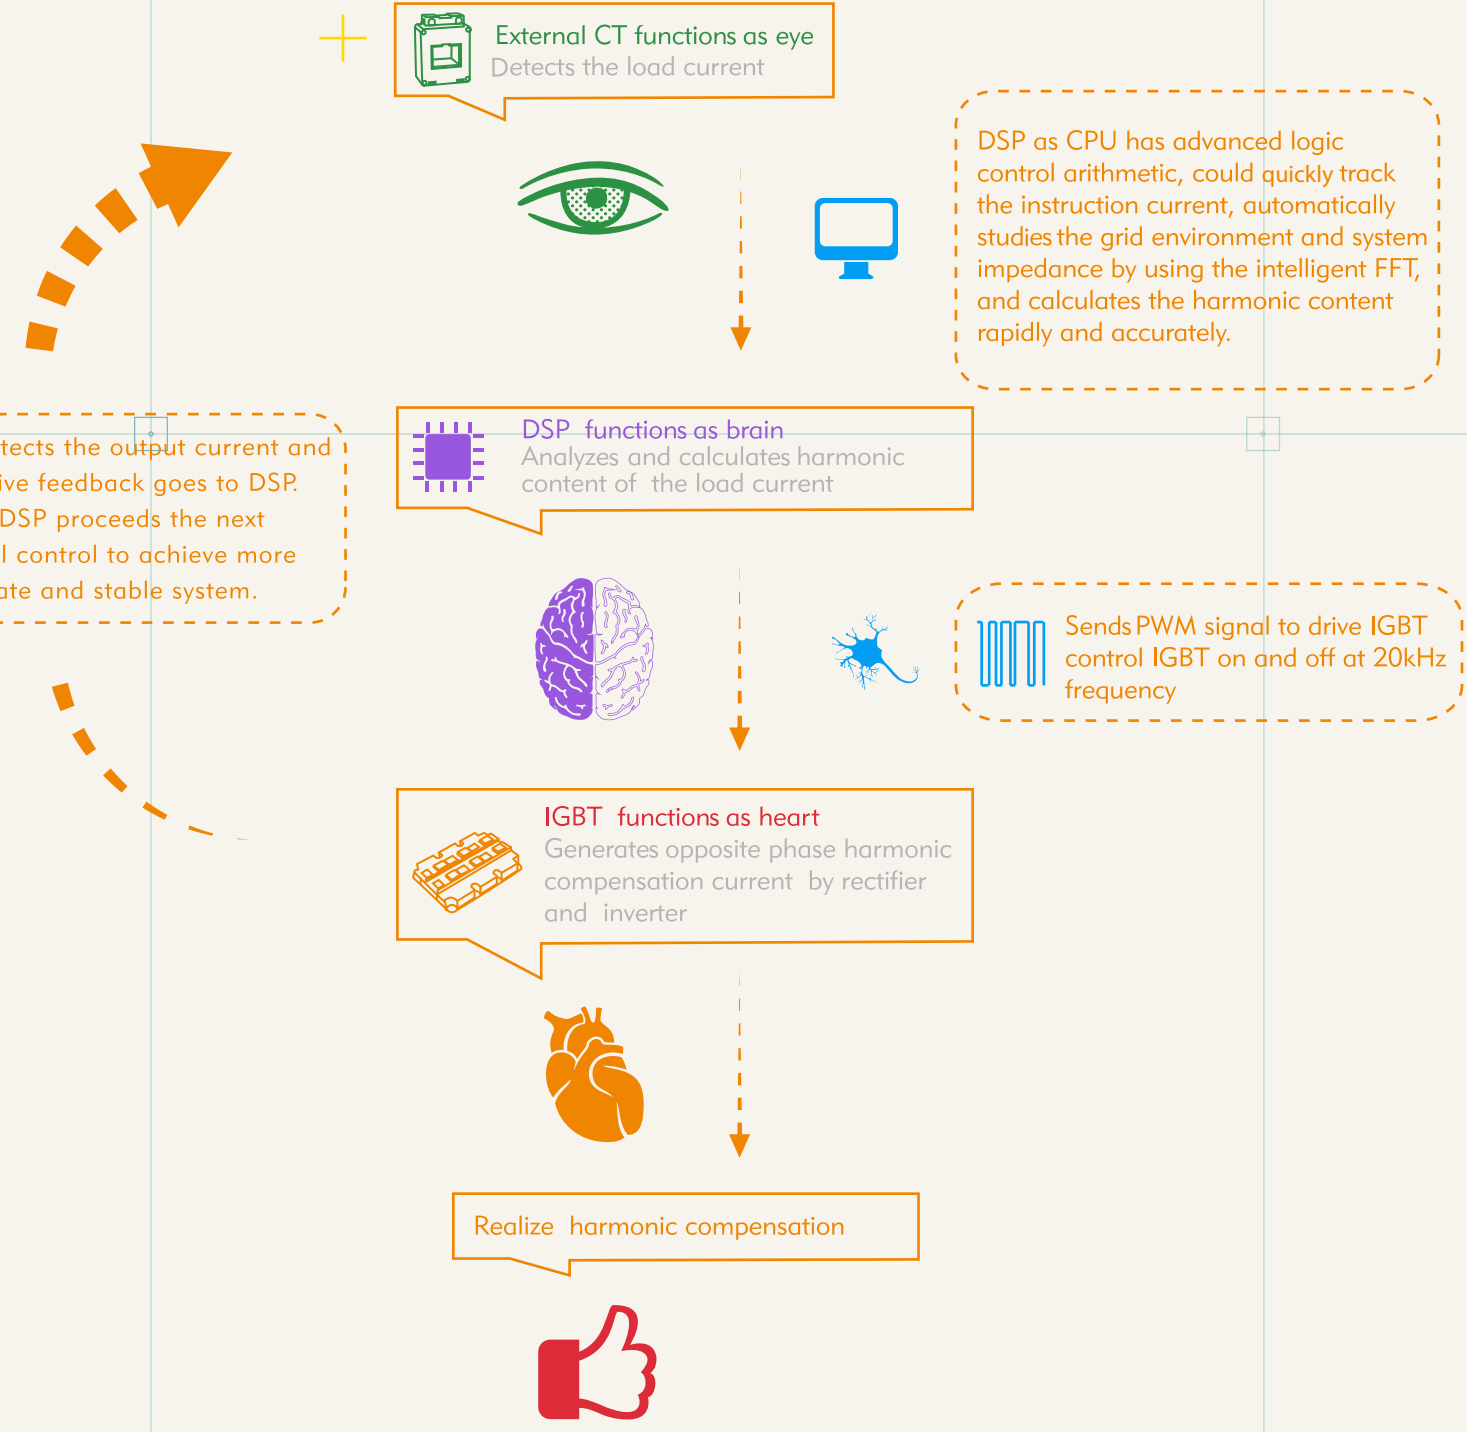 External CT functions as eye
Detects the load current
DSP as CPU has advanced logic
control arithmetic, could quickly track
the instruction current, automatically
studies the grid environment and system
impedance by using the intelligent FFT,
and calculates the harmonic content
rapidly and accurately.
tects the output current and
ive feedback goes to DSP.
DSP proceeds the next
l control to achieve more
ate and stable system.
DSP functions as brain
Analyzes and calculates harmonic
content of the load current
Sends PWM signal to drive IGBT
control IGBT on and off at 20kHz
frequency
IGBT functions as heart
Generates opposite phase harmonic
compensation current by rectifier
and inverter
Realize harmonic compensation